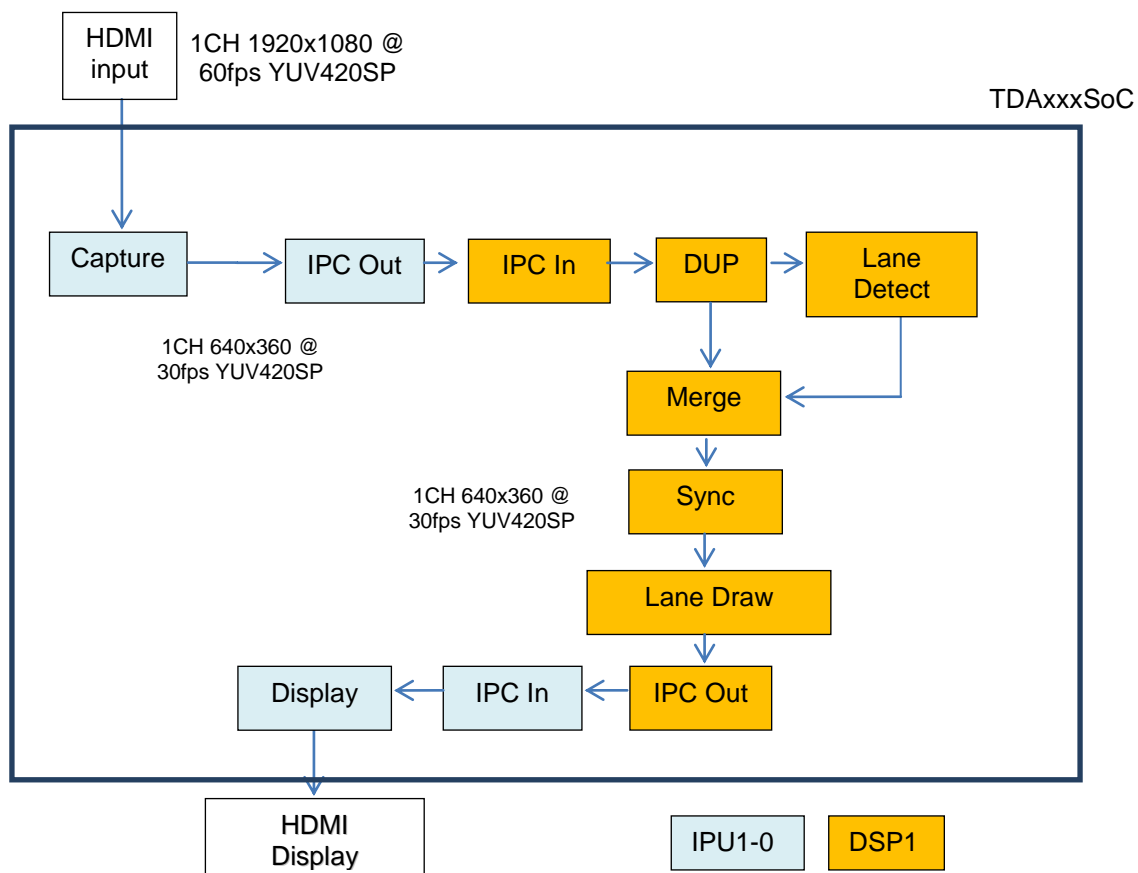 HDMI
input
1CH 1920x1080 @
60fps YUV420SP
TDAxxxSoC
Capture
IPC Out
IPC In
DUP
Lane
Detect
1CH 640x360 @
30fps YUV420SP
Merge
1CH 640x360 @
30fps YUV420SP
Sync
Lane Draw
Display
IPC In
IPC Out
HDMI
Display
IPU1-0
DSP1